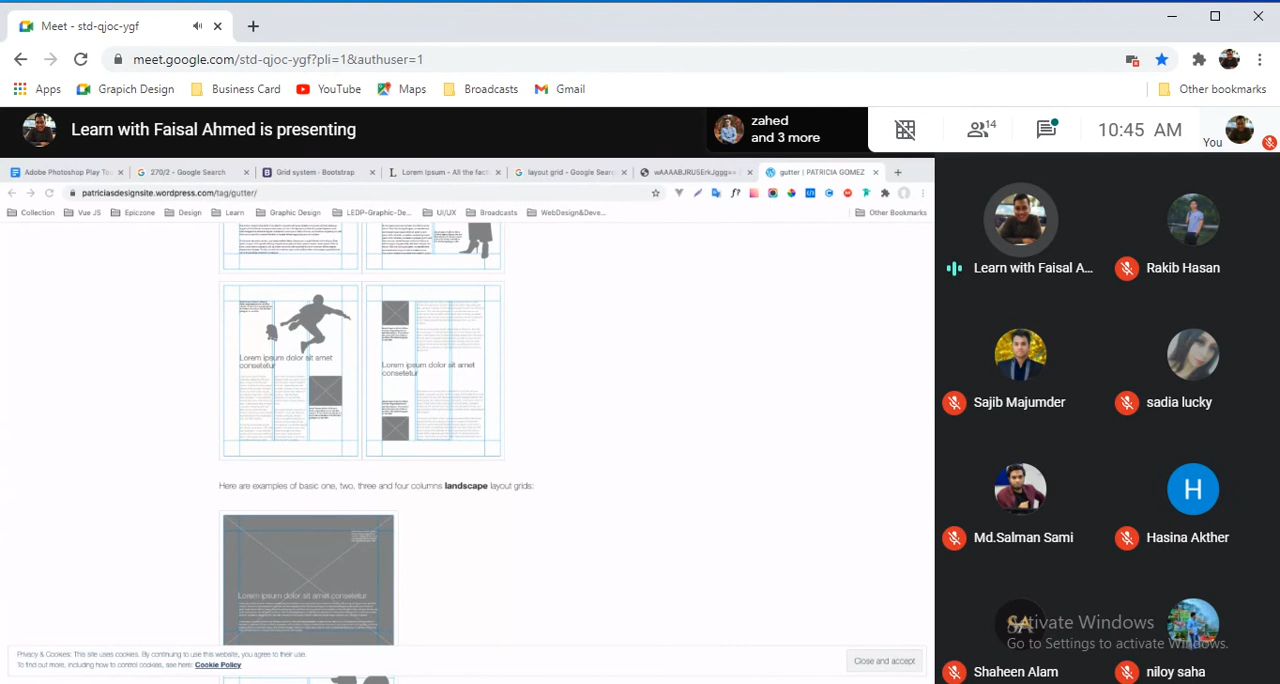 Meet - std-qjoc-ygf
meet.google.com/std-qjoc-ygf?pli=1&authuser=1
Apps Grapich Design Business Card YouTube Maps Broadcasts Gmail Other bookmarks
Learn with Faisal Ahmed is presenting
zahed
and 3 more
14
10:45 AM
You
Adobe Photoshop Play To 270/2 - Google Search Grid system · Bootstrap Lorem Ipsum - All the fact layout grid - Google Search gutter | PATRICIA GOMEZ
patriciasdesignsite.wordpress.com/tag/gutter/
Collection Vue JS Epiczone Design Learn Graphic Design LEDP-Graphic-De... UI/UX Broadcasts WebDesign&Deve... Other Bookmarks
Lorem ipsum dolor sit amet
consetetur
Lorem ipsum dolor sit amet
consetetur
Here are examples of basic one, two, three and four columns landscape layout grids:
Lorem ipsum dolor sit amet consetetur
Privacy & Cookies: This site uses cookies. By continuing to use this website, you agree to their use.
To find out more, including how to control cookies, see here: Cookie Policy
Close and accept
Learn with Faisal A...
Rakib Hasan
Sajib Majumder
sadia lucky
Md.Salman Sami
H
Hasina Akther
SA
Activate Windows
Go to Settings to activate Windows.
Shaheen Alam
niloy saha